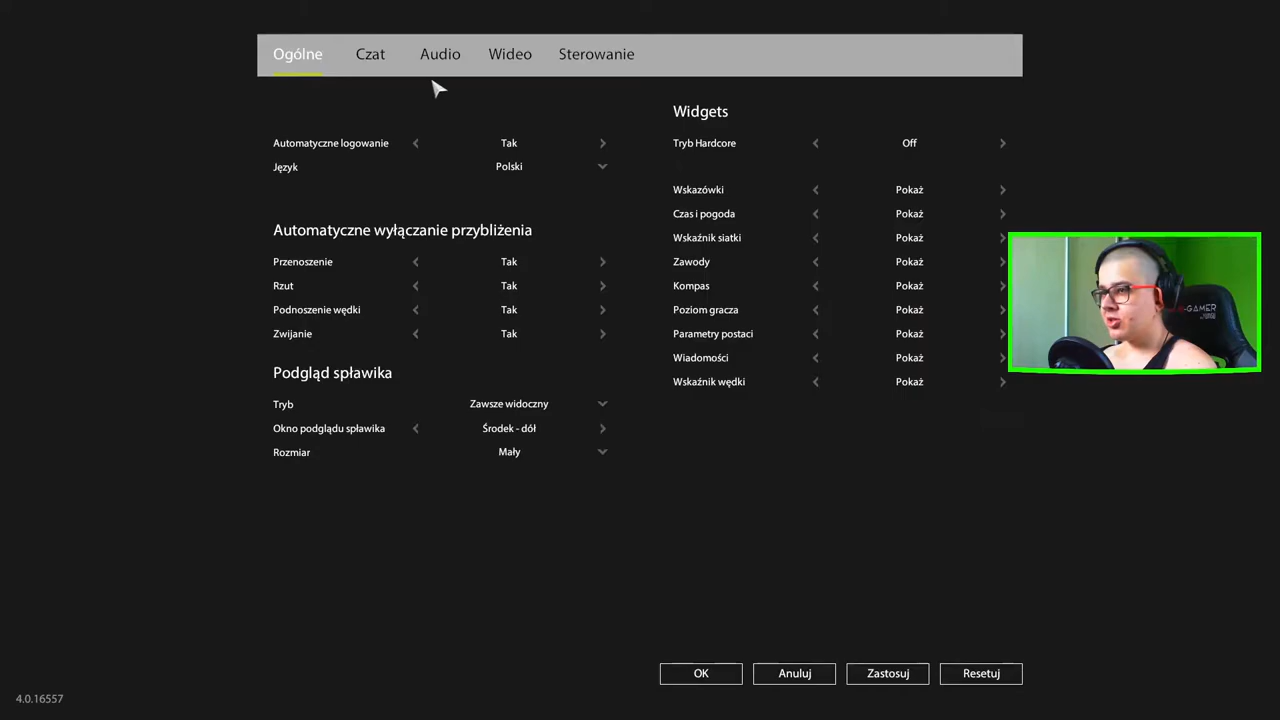 Ogólne Czat Audio Wideo Sterowanie
Automatyczne logowanie Tak
Język Polski
Automatyczne wyłączanie przybliżenia
Przenoszenie Tak
Rzut Tak
Podnoszenie wędki Tak
Zwijanie Tak
Podgląd spławika
Tryb Zawsze widoczny
Okno podglądu spławika Środek - dół
Rozmiar Mały
Widgets
Tryb Hardcore Off
Wskazówki Pokaż
Czas i pogoda Pokaż
Wskaźnik siatki Pokaż
Zawody Pokaż
Kompas Pokaż
Poziom gracza Pokaż
Parametry postaci Pokaż
Wiadomości Pokaż
Wskaźnik wędki Pokaż
OK Anuluj Zastosuj Resetuj
4.0.16557